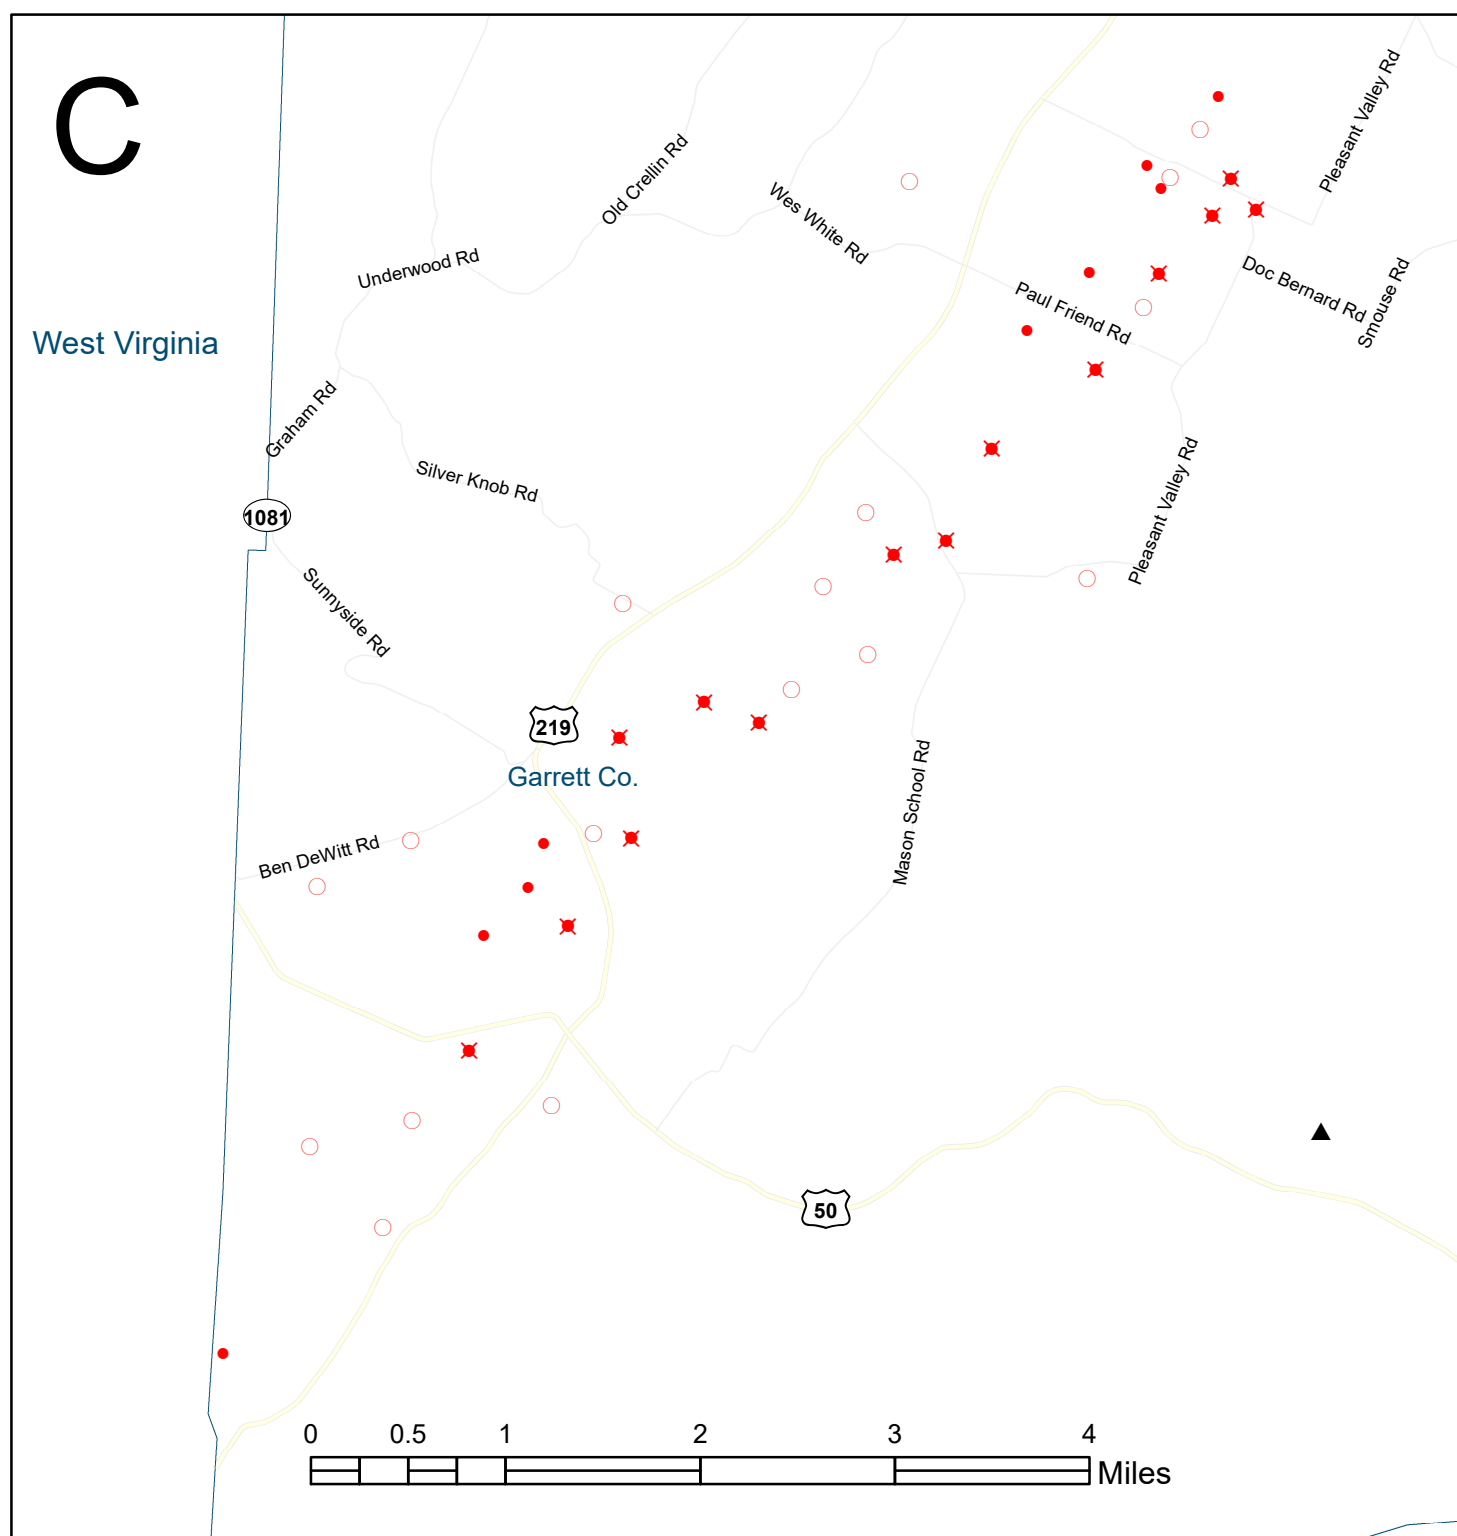 C
Pleasant Valley Rd
Old Crellin Rd
Wes White Rd
Underwood Rd
Doc Bernard Rd
Smouse Rd
Paul Friend Rd
West Virginia
Graham Rd
Silver Knob Rd
Pleasant Valley Rd
1081
Sunnyside Rd
219
Garrett Co.
Mason School Rd
Ben DeWitt Rd
50
0 0.5 1 2 3 4
Miles